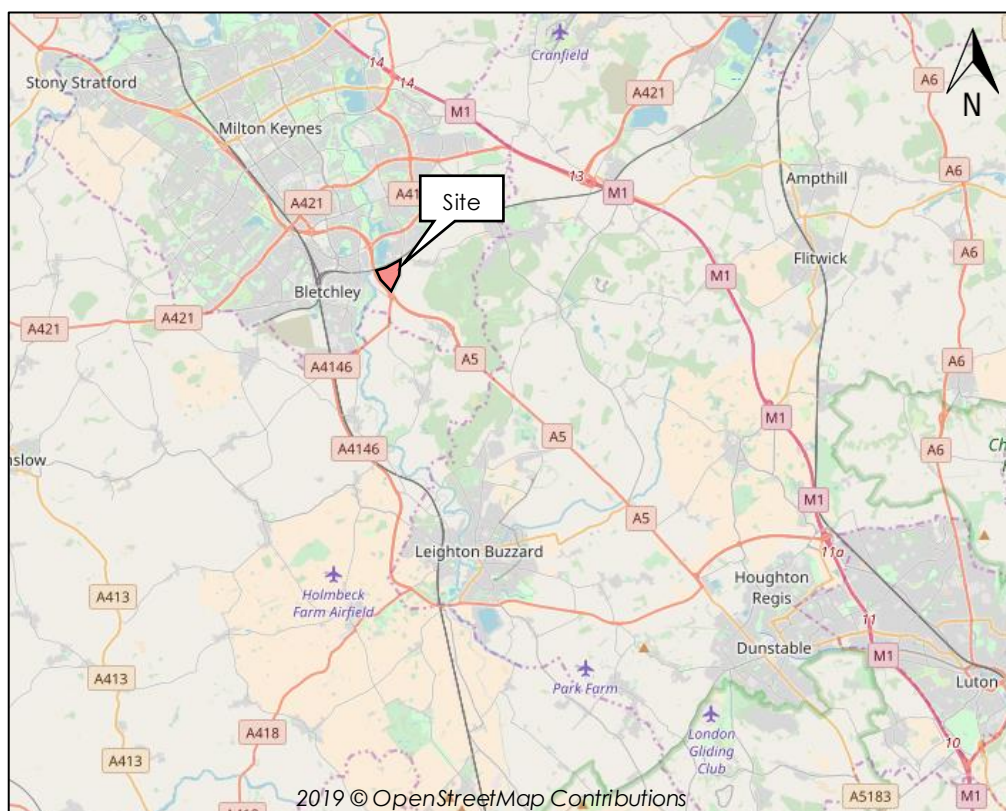 Cranfield
14
14
Stony Stratford
A421
A6
M1
N
Milton Keynes
13
A6
M1
Ampthill
A421
Site
A6
Flitwick
M1
Bletchley
A421
A421
A5
A6
A4146
M1
A5
A6
A4146
nslow
M1
A5
11a
Leighton Buzzard
Houghton
Regis
Holmbeck
Farm Airfield
A413
11
Dunstable
M1
A413
Park Farm
Luton
London
Gliding
Club
A418
10
A413
2019 © OpenStreetMap Contributions
A5183
M1